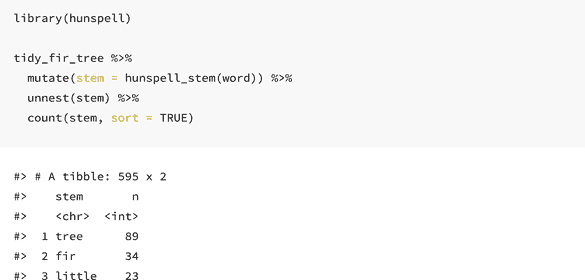 library(hunspell)
tidy_fir_tree %>%
  mutate(stem = hunspell_stem(word)) %>%
  unnest(stem) %>%
  count(stem, sort = TRUE)
#> # A tibble: 595 x 2
#>    stem       n
#>    <chr>  <int>
#>  1 tree      89
#>  2 fir       34
#>  3 little    23